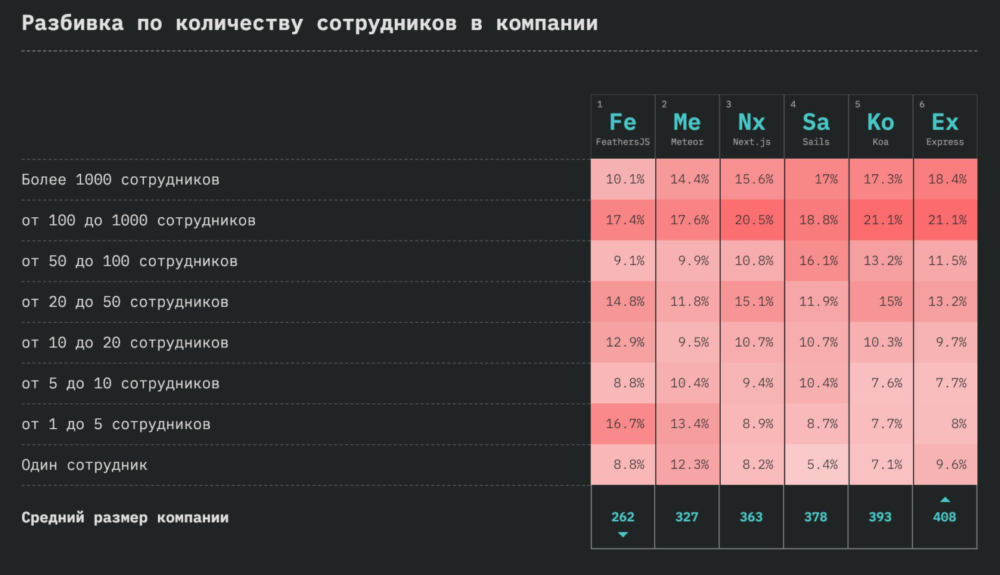 Разбивка по количеству сотрудников в компании
1 2 3 4 5 6
Fe Me Nx Sa Ko Ex
FeathersJS Meteor Next.js Sails Koa Express
Более 1000 сотрудников 10.1% 14.4% 15.6% 17% 17.3% 18.4%
от 100 до 1000 сотрудников 17.4% 17.6% 20.5% 18.8% 21.1% 21.1%
от 50 до 100 сотрудников 9.1% 9.9% 10.8% 16.1% 13.2% 11.5%
от 20 до 50 сотрудников 14.8% 11.8% 15.1% 11.9% 15% 13.2%
от 10 до 20 сотрудников 12.9% 9.5% 10.7% 10.7% 10.3% 9.7%
от 5 до 10 сотрудников 8.8% 10.4% 9.4% 10.4% 7.6% 7.7%
от 1 до 5 сотрудников 16.7% 13.4% 8.9% 8.7% 7.7% 8%
Один сотрудник 8.8% 12.3% 8.2% 5.4% 7.1% 9.6%
Средний размер компании 262 327 363 378 393 408